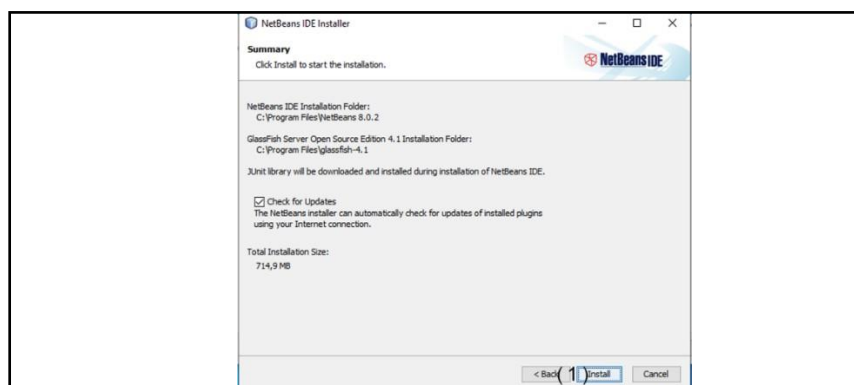 NetBeans IDE Installer
Summary
Click Install to start the installation.
NetBeans IDE
NetBeans IDE Installation Folder:
C:\Program Files\NetBeans 8.0.2
GlassFish Server Open Source Edition 4.1 Installation Folder:
C:\Program Files\glassfish-4.1
JUnit library will be downloaded and installed during installation of NetBeans IDE.
Check for Updates
The NetBeans installer can automatically check for updates of installed plugins
using your Internet connection.
Total Installation Size:
714,9 MB
< Back (1) Install Cancel